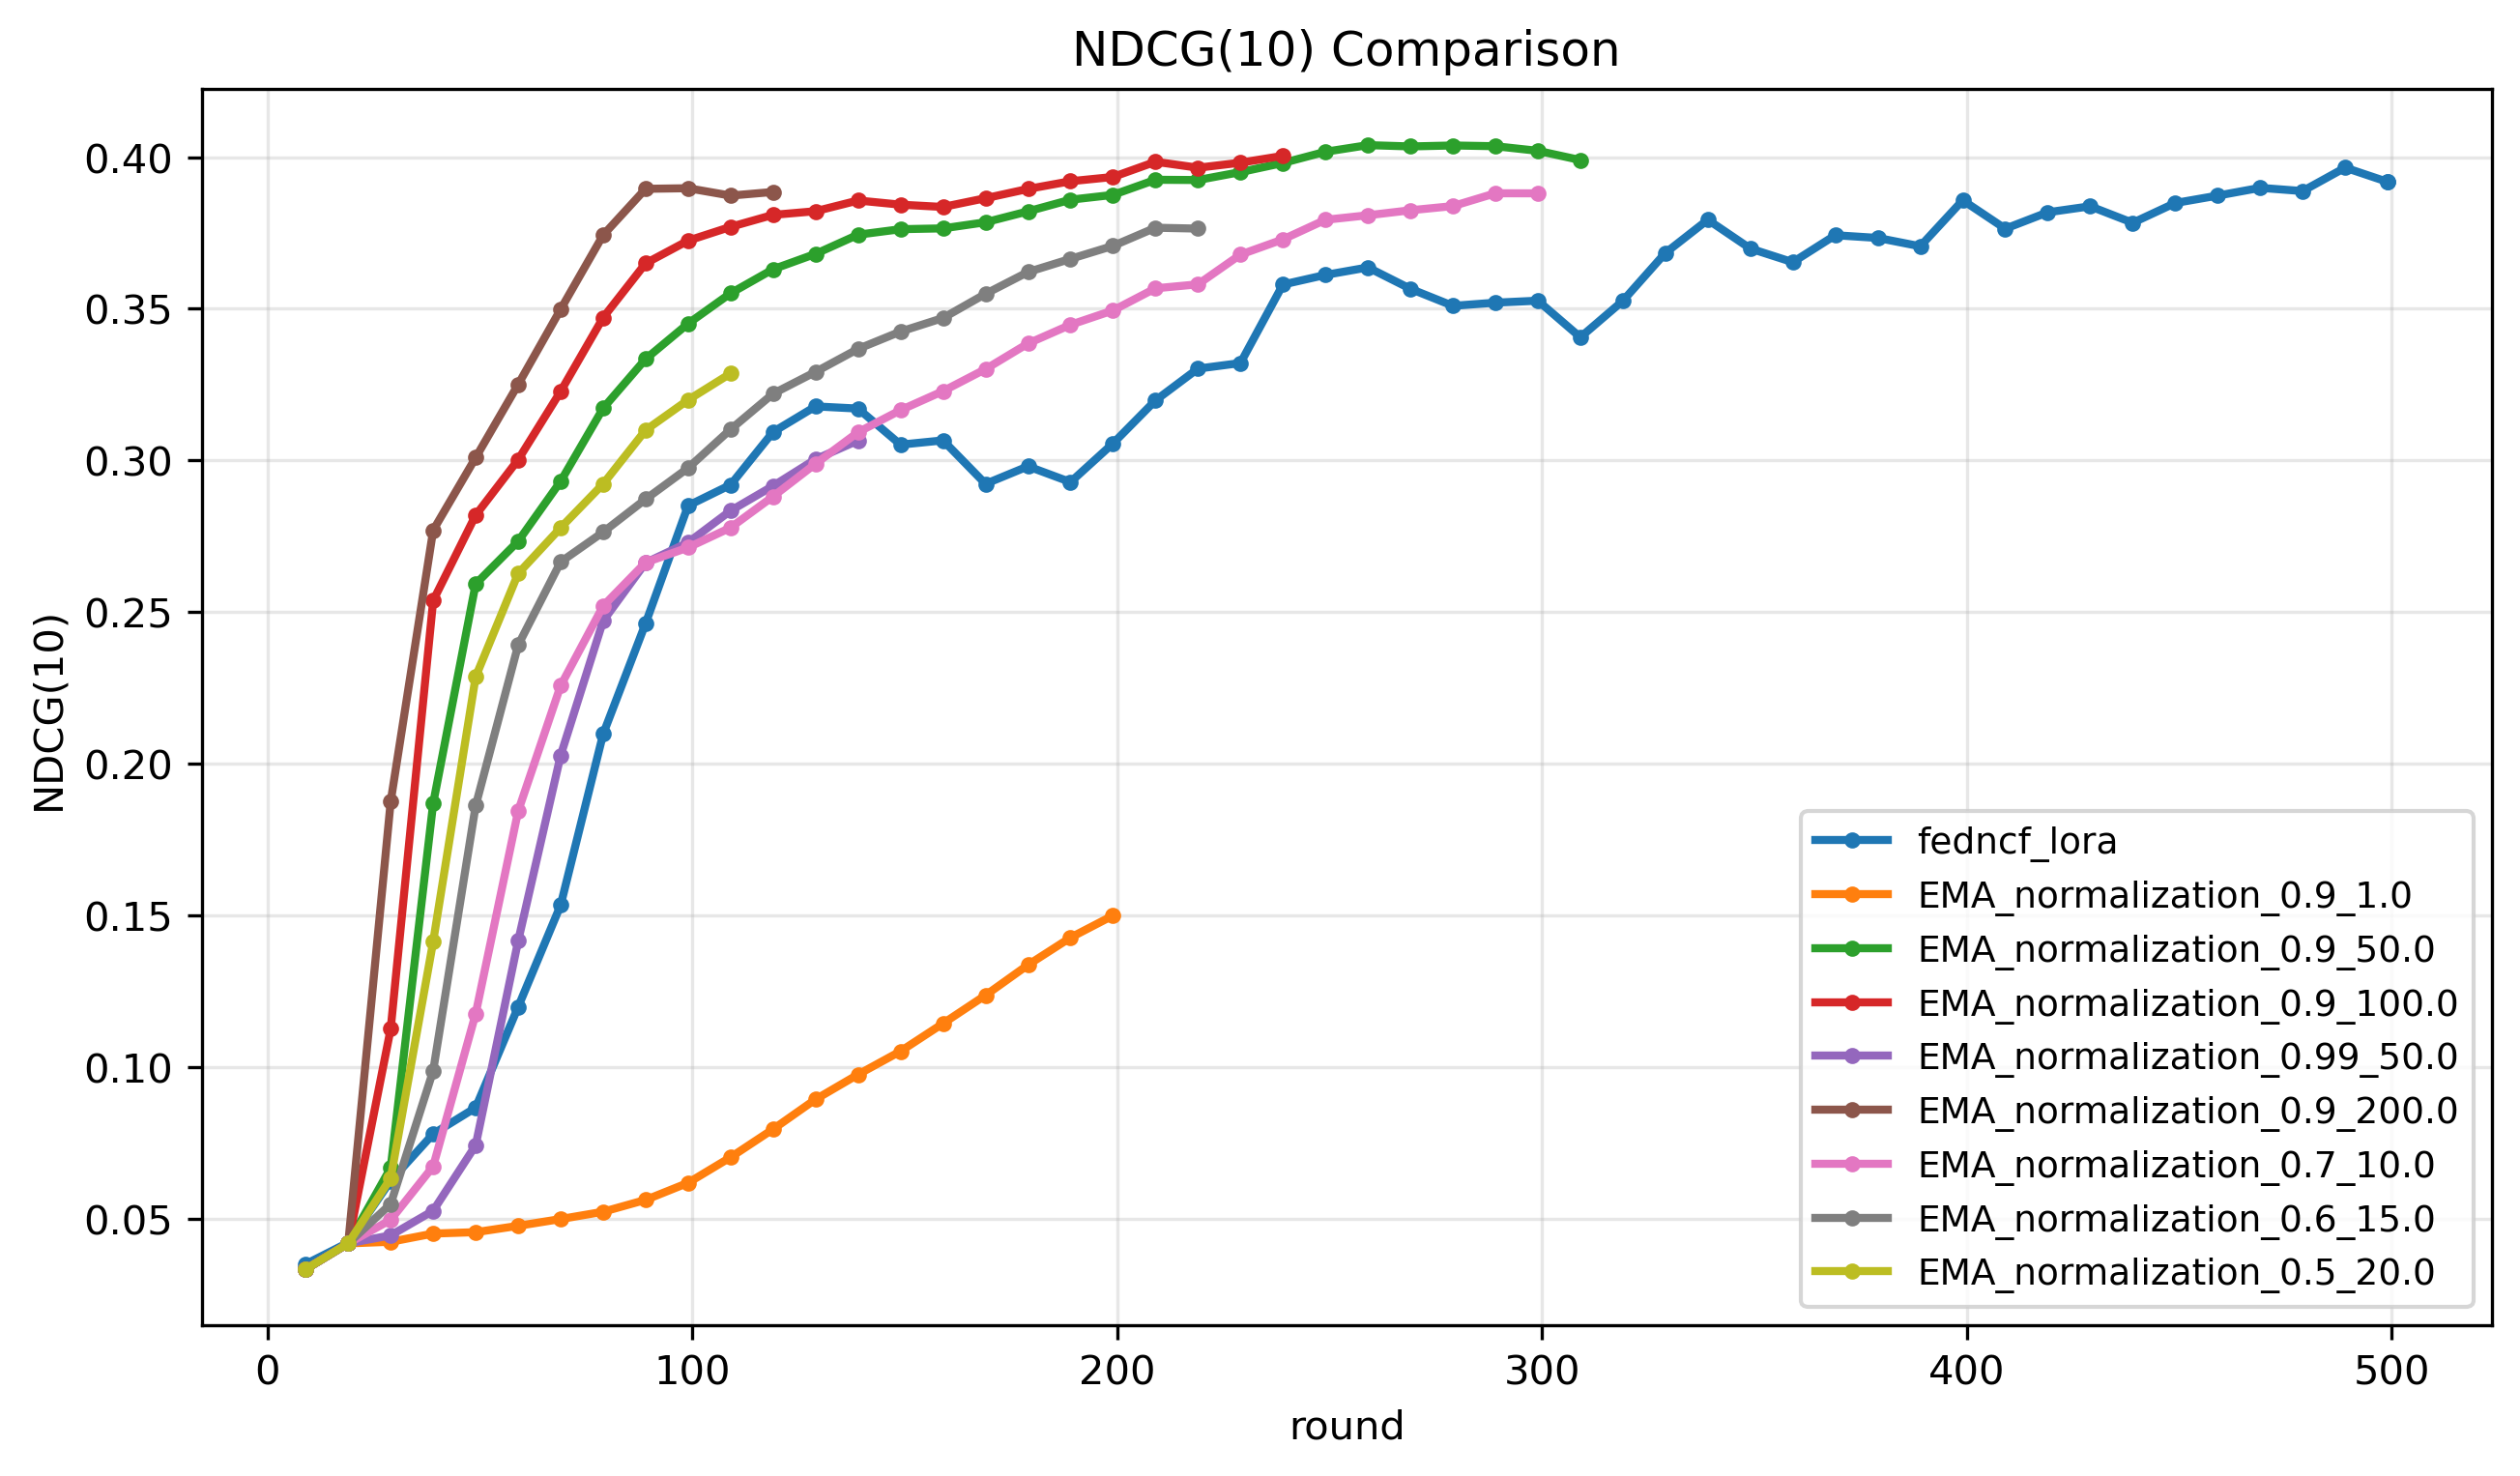 NDCG(10) Comparison
NDCG(10)
0.40
0.35
0.30
0.25
0.20
0.15
0.10
0.05
0
100
200
300
400
500
round
fedncf_lora
EMA_normalization_0.9_1.0
EMA_normalization_0.9_50.0
EMA_normalization_0.9_100.0
EMA_normalization_0.99_50.0
EMA_normalization_0.9_200.0
EMA_normalization_0.7_10.0
EMA_normalization_0.6_15.0
EMA_normalization_0.5_20.0